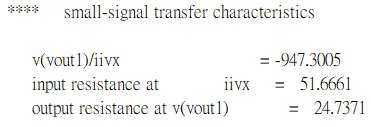 **** small-signal transfer characteristics
v(vout1)/iivx = -947.3005
input resistance at iivx = 51.6661
output resistance at v(vout1) = 24.7371